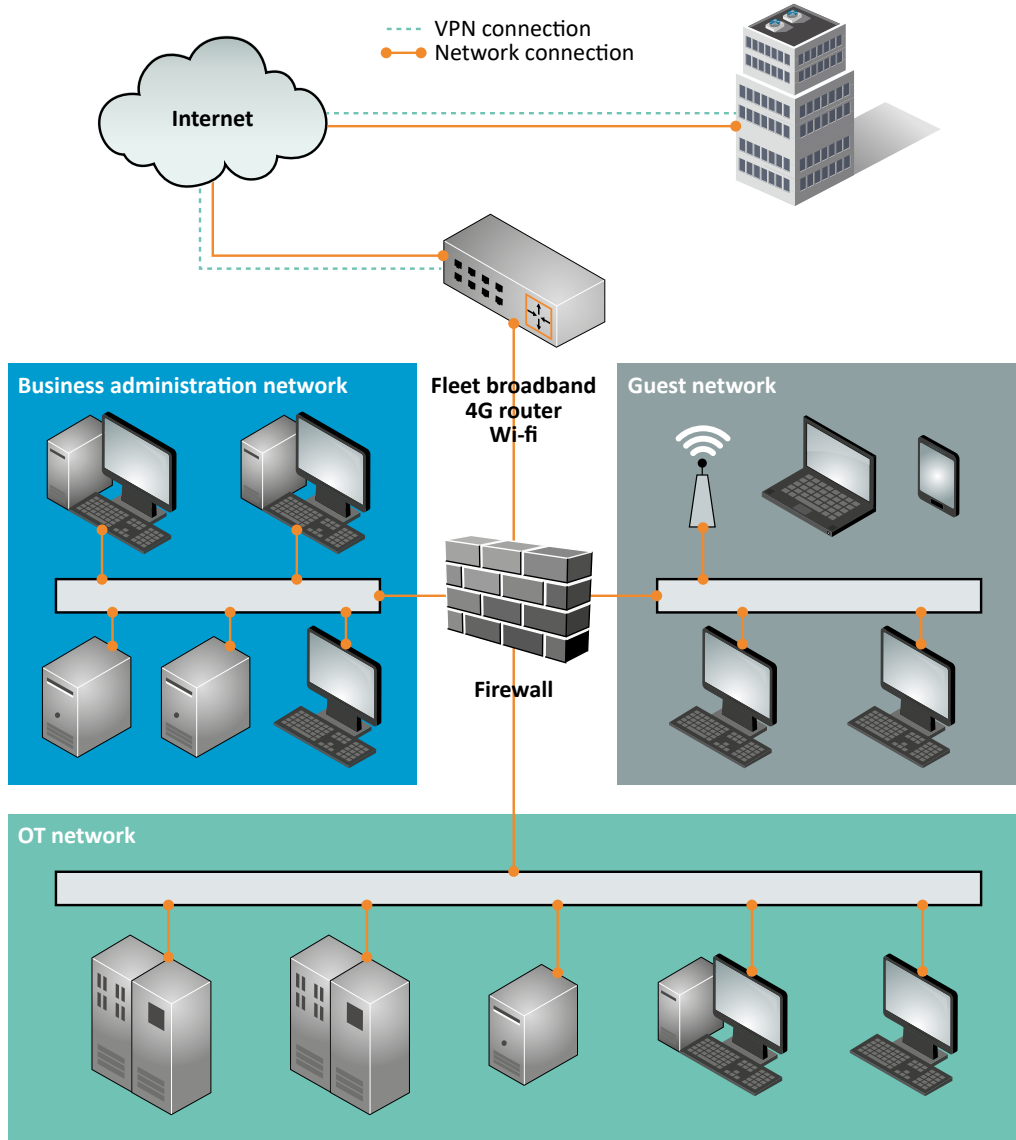 VPN connection
Network connection
Internet
Business administration network
Fleet broadband
4G router
Wi-fi
Guest network
Firewall
OT network